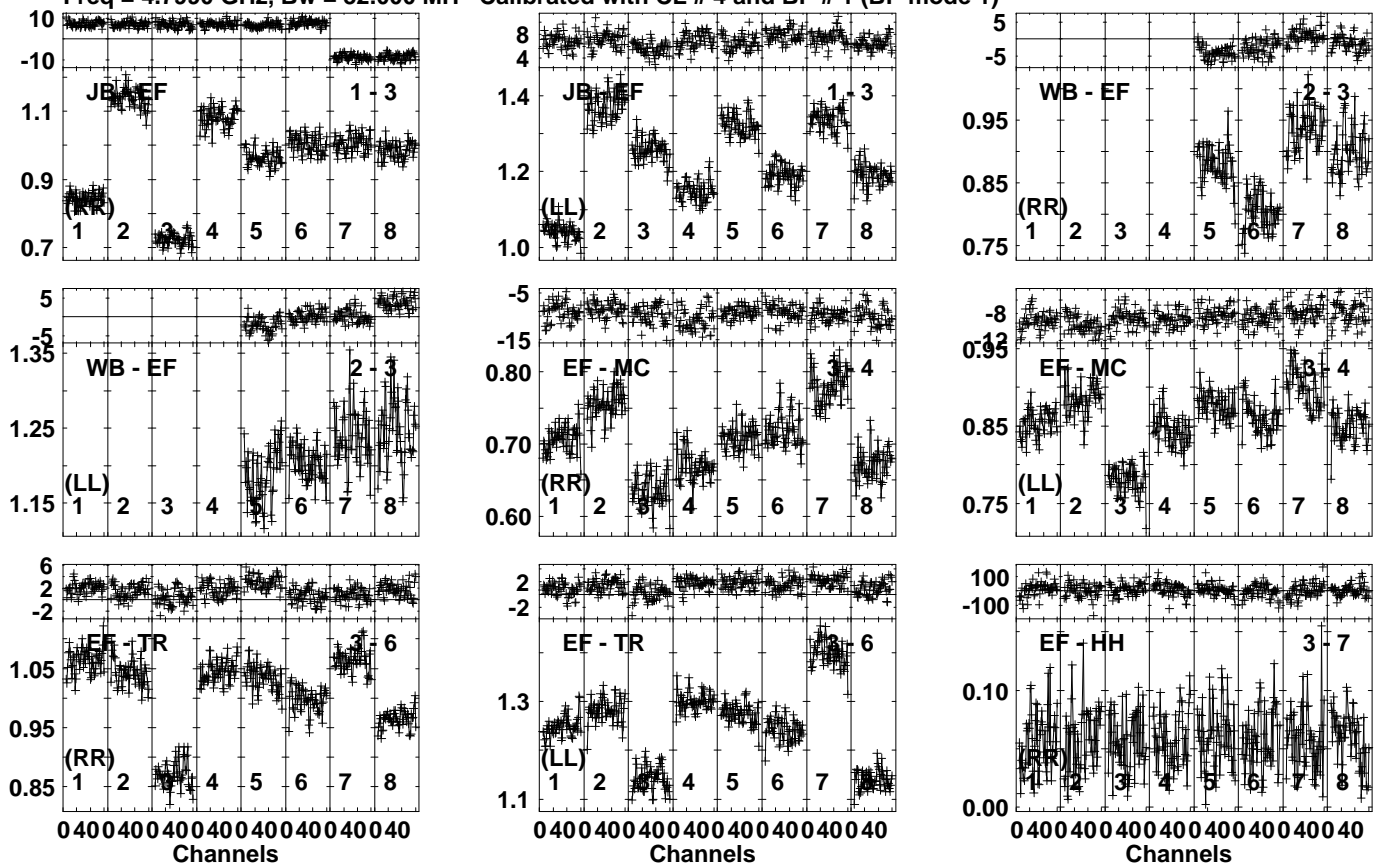 Freq = 4.7990 GHz, Bw = 32.000 MH Calibrated with CL # 4 and BP # 1 (BP mode 1)
10
-10
JB - EF 1 - 3
1.1
0.9
0.7
(RR)
1 2 3 4 5 6 7 8
8
4
JB - EF 1 - 3
1.4
1.2
1.0
(LL)
1 2 3 4 5 6 7 8
5
-5
WB - EF 2 - 3
0.95
0.85
0.75
(RR)
1 2 3 4 5 6 7 8
5
-5
WB - EF 2 - 3
1.35
1.25
1.15
(LL)
1 2 3 4 5 6 7 8
-5
-15
EF - MC 3 - 4
0.80
0.70
0.60
(RR)
1 2 3 4 5 6 7 8
-8
-12
EF - MC 3 - 4
0.95
0.85
0.75
(LL)
1 2 3 4 5 6 7 8
6
2
-2
EF - TR 3 - 6
1.05
0.95
0.85
(RR)
1 2 3 4 5 6 7 8
0 40 0 40 0 40 0 40 0 40 0 40 0 40 0 40
Channels
2
-2
EF - TR 3 - 6
1.3
1.1
(LL)
1 2 3 4 5 6 7 8
0 40 0 40 0 40 0 40 0 40 0 40 0 40 0 40
Channels
100
-100
EF - HH 3 - 7
0.10
0.00
(RR)
1 2 3 4 5 6 7 8
0 40 0 40 0 40 0 40 0 40 0 40 0 40 0 40
Channels